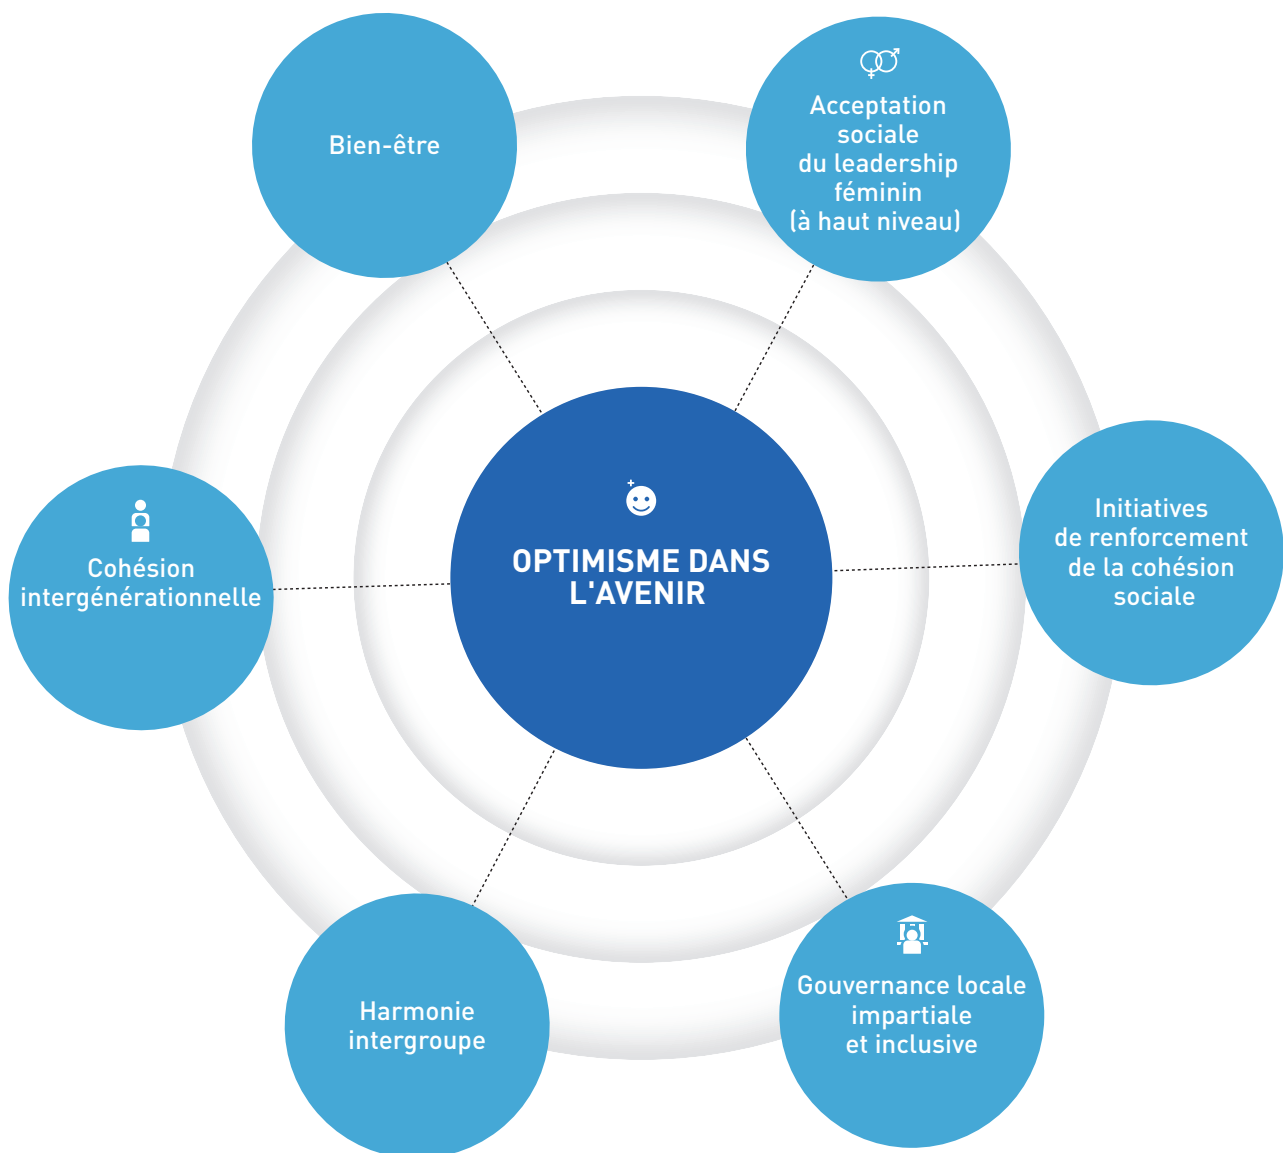 Bien-être
Acceptation
sociale
du leadership
féminin
(à haut niveau)
OPTIMISME DANS
L'AVENIR
Initiatives
de renforcement
de la cohésion
sociale
Cohésion
intergénérationnelle
Harmonie
intergroupe
Gouvernance locale
impartiale
et inclusive